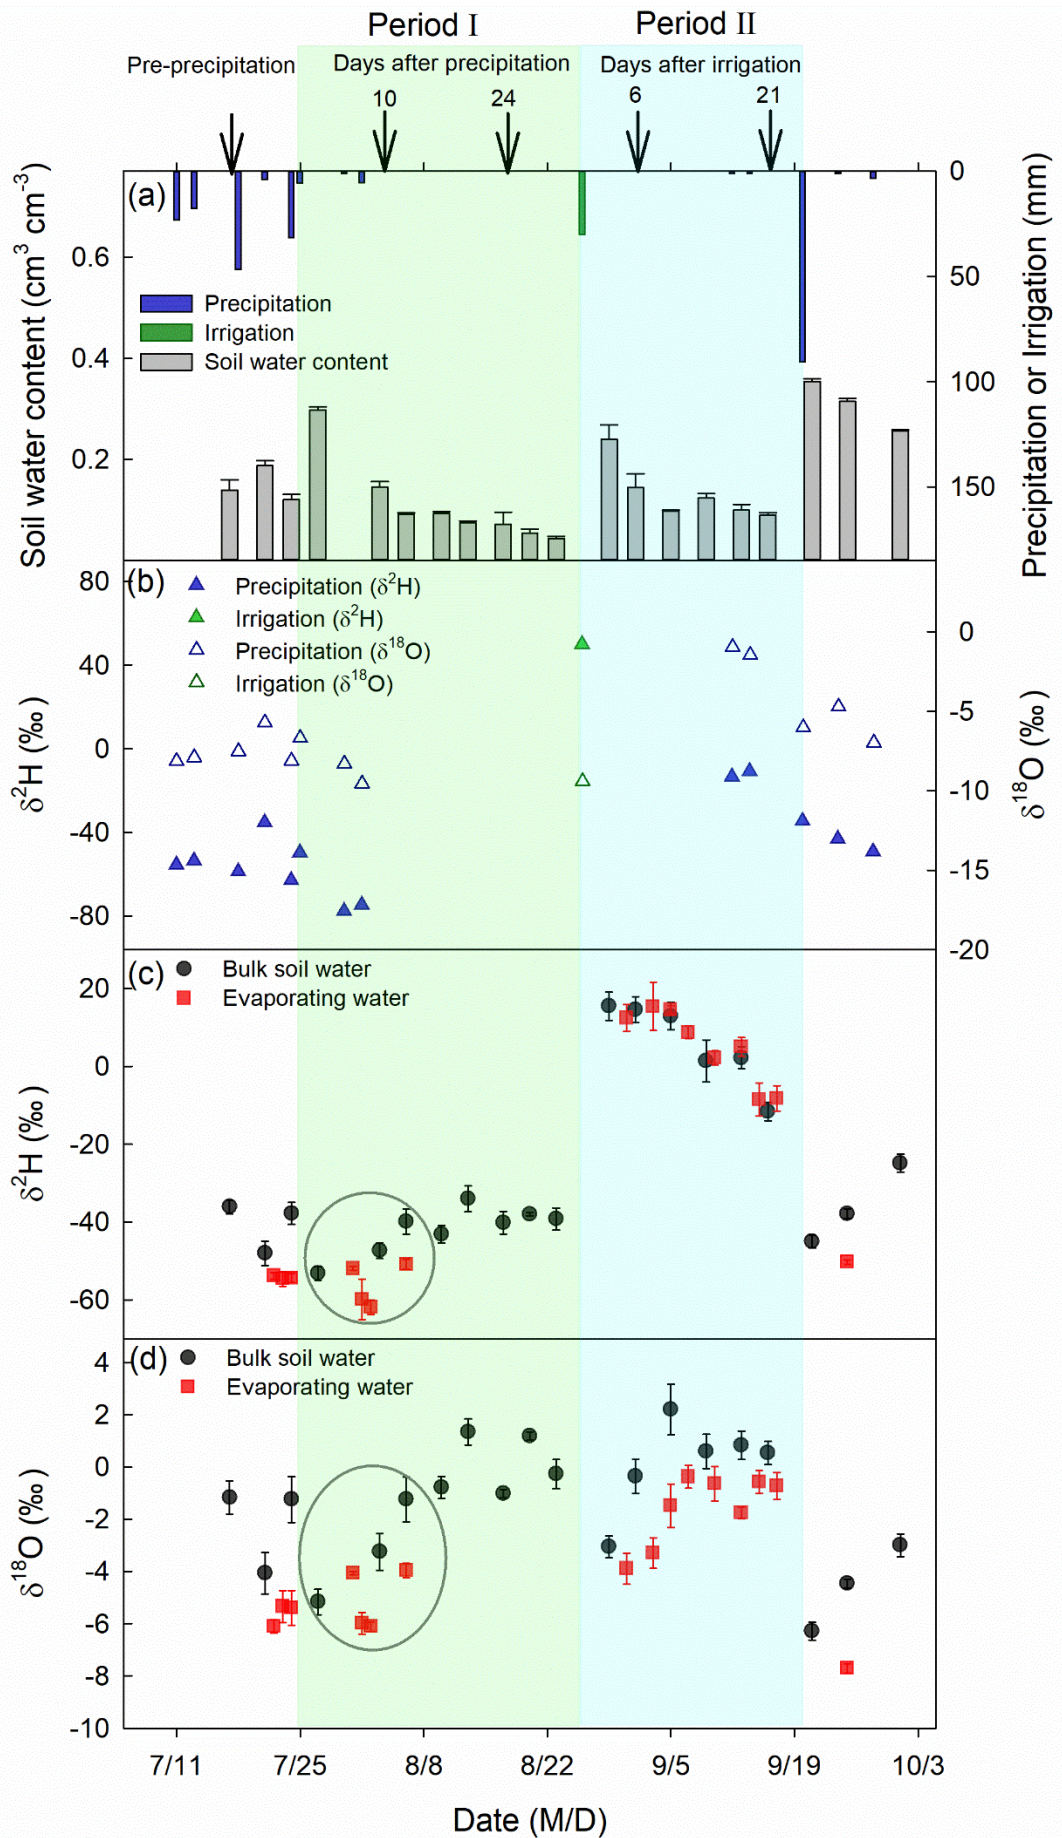 Period I
Period II
Pre-precipitation
Days after precipitation
Days after irrigation
10
24
6
21
(a)
Soil water content (cm³ cm⁻³)
0.6
0.4
0.2
Precipitation
Irrigation
Soil water content
0
50
100
150
Precipitation or Irrigation (mm)
(b)
Precipitation (δ²H)
Irrigation (δ²H)
Precipitation (δ¹⁸O)
Irrigation (δ¹⁸O)
δ²H (‰)
80
40
0
-40
-80
0
-5
-10
-15
-20
δ¹⁸O (‰)
(c)
Bulk soil water
Evaporating water
δ²H (‰)
20
0
-20
-40
-60
(d)
Bulk soil water
Evaporating water
δ¹⁸O (‰)
4
2
0
-2
-4
-6
-8
-10
7/11
7/25
8/8
8/22
9/5
9/19
10/3
Date (M/D)